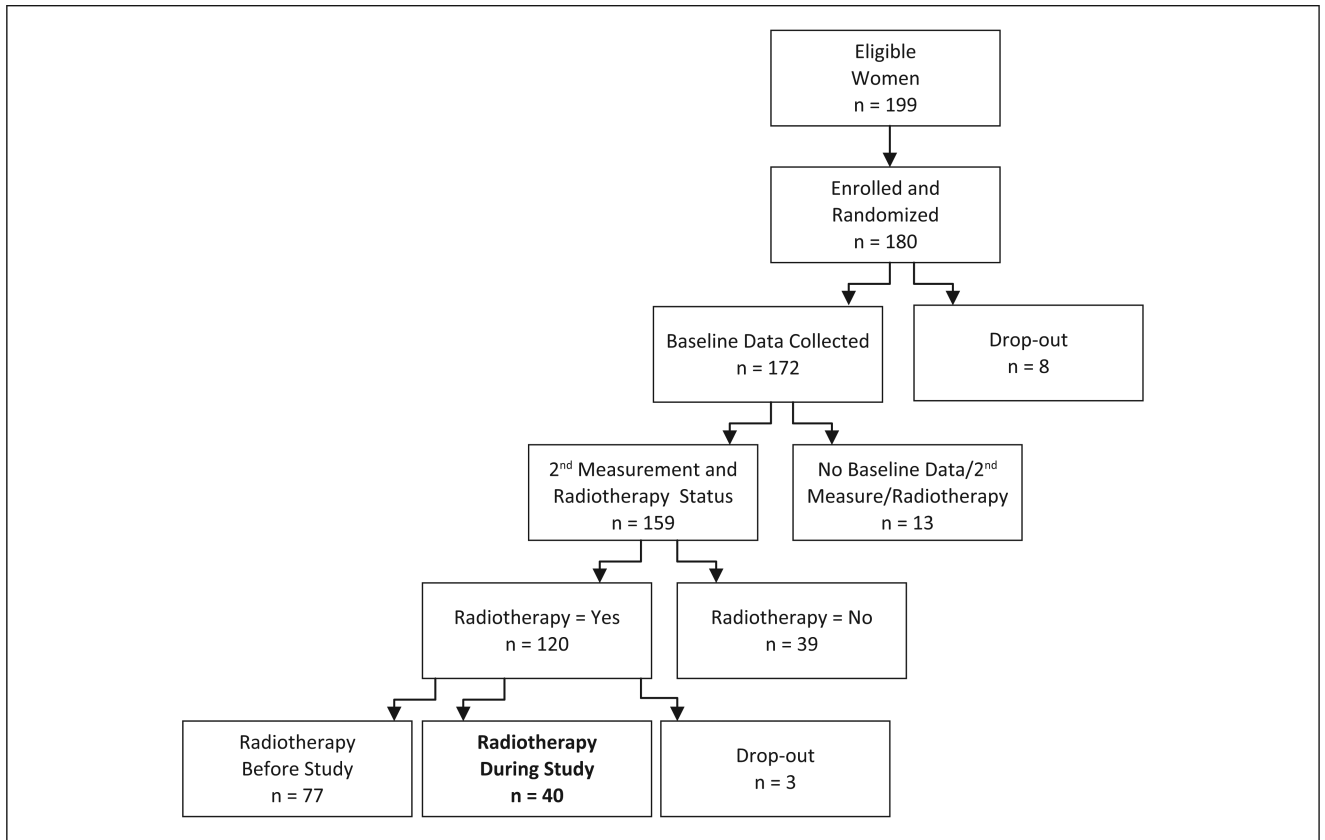 Eligible
Women
n = 199
Enrolled and
Randomized
n = 180
Baseline Data Collected
n = 172
Drop-out
n = 8
2nd Measurement and
Radiotherapy Status
n = 159
No Baseline Data/2nd
Measure/Radiotherapy
n = 13
Radiotherapy = Yes
n = 120
Radiotherapy = No
n = 39
Radiotherapy
Before Study
n = 77
Radiotherapy
During Study
n = 40
Drop-out
n = 3